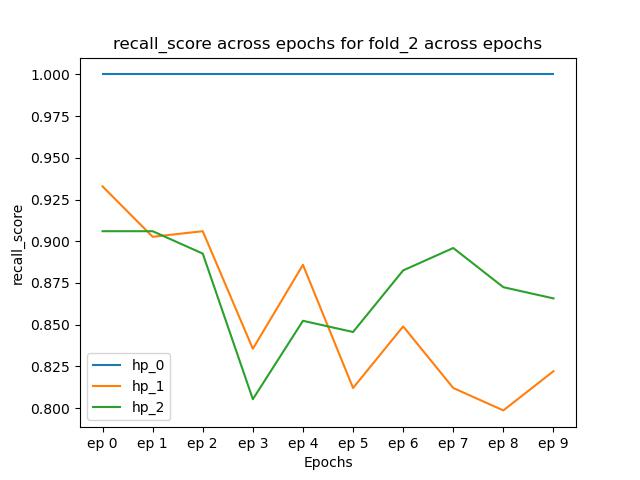 recall_score across epochs for fold_2 across epochs
recall_score
1.000
0.975
0.950
0.925
0.900
0.875
0.850
0.825
0.800
hp_0
hp_1
hp_2
ep 0 ep 1 ep 2 ep 3 ep 4 ep 5 ep 6 ep 7 ep 8 ep 9
Epochs